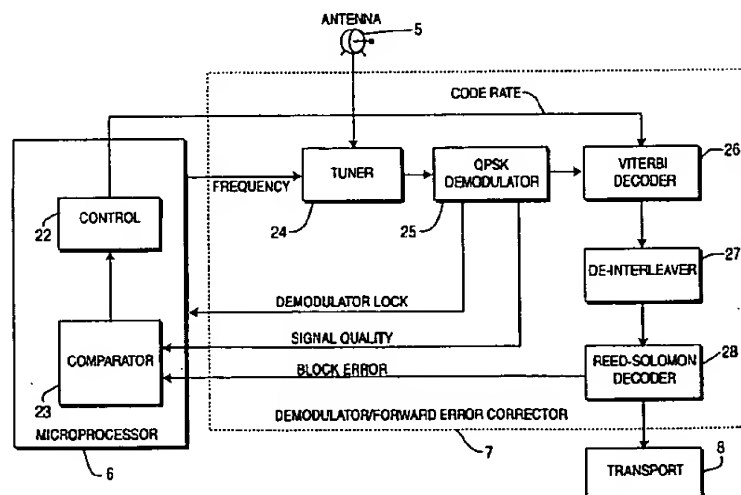 ANTENNA
5
CODE RATE
FREQUENCY
TUNER
24
QPSK
DEMODULATOR
25
VITERBI
DECODER
26
22
CONTROL
DE-INTERLEAVER
27
DEMODULATOR LOCK
SIGNAL QUALITY
BLOCK ERROR
COMPARATOR
23
REED-SOLOMON
DECODER
28
MICROPROCESSOR
6
DEMODULATOR/FORWARD ERROR CORRECTOR
7
TRANSPORT
8